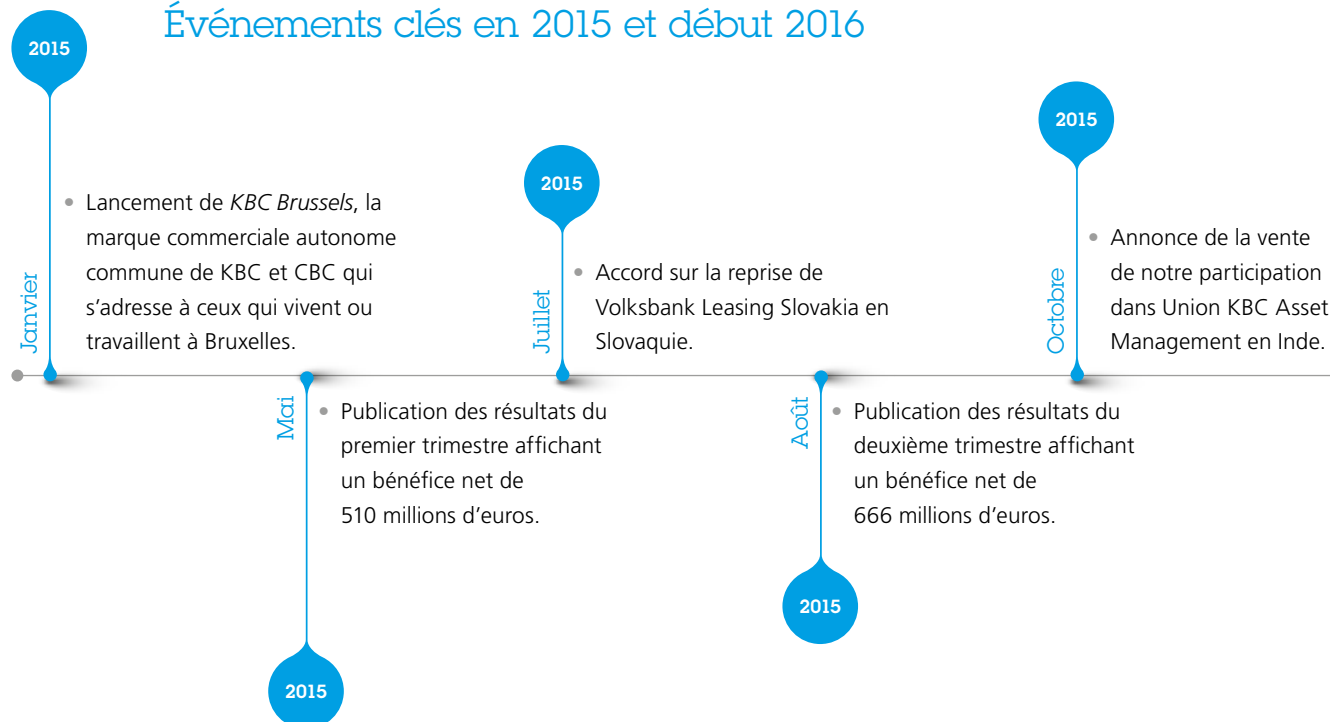 Événements clés en 2015 et début 2016
2015
Janvier
• Lancement de KBC Brussels, la
marque commerciale autonome
commune de KBC et CBC qui
s’adresse à ceux qui vivent ou
travaillent à Bruxelles.
Mai
• Publication des résultats du
premier trimestre affichant
un bénéfice net de
510 millions d’euros.
2015
2015
Juillet
• Accord sur la reprise de
Volksbank Leasing Slovakia en
Slovaquie.
Août
• Publication des résultats du
deuxième trimestre affichant
un bénéfice net de
666 millions d’euros.
2015
2015
Octobre
• Annonce de la vente
de notre participation
dans Union KBC Asset
Management en Inde.